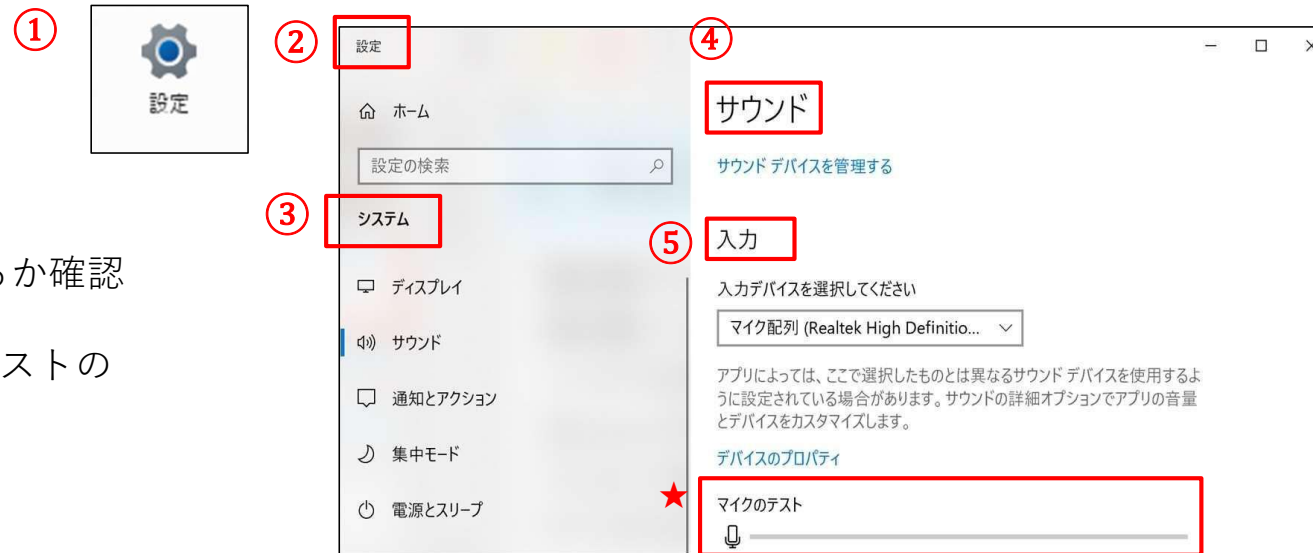 ①
設定
②
設定
ホーム
設定の検索
③
システム
ディスプレイ
サウンド
通知とアクション
集中モード
電源とスリープ
か確認
ストの
④
サウンド
サウンド デバイスを管理する
⑤
入力
入力デバイスを選択してください
マイク配列 (Realtek High Definitio...
アプリによっては、ここで選択したものとは異なるサウンド デバイスを使用するよ
うに設定されている場合があります。サウンドの詳細オプションでアプリの音量
とデバイスをカスタマイズします。
デバイスのプロパティ
★
マイクのテスト